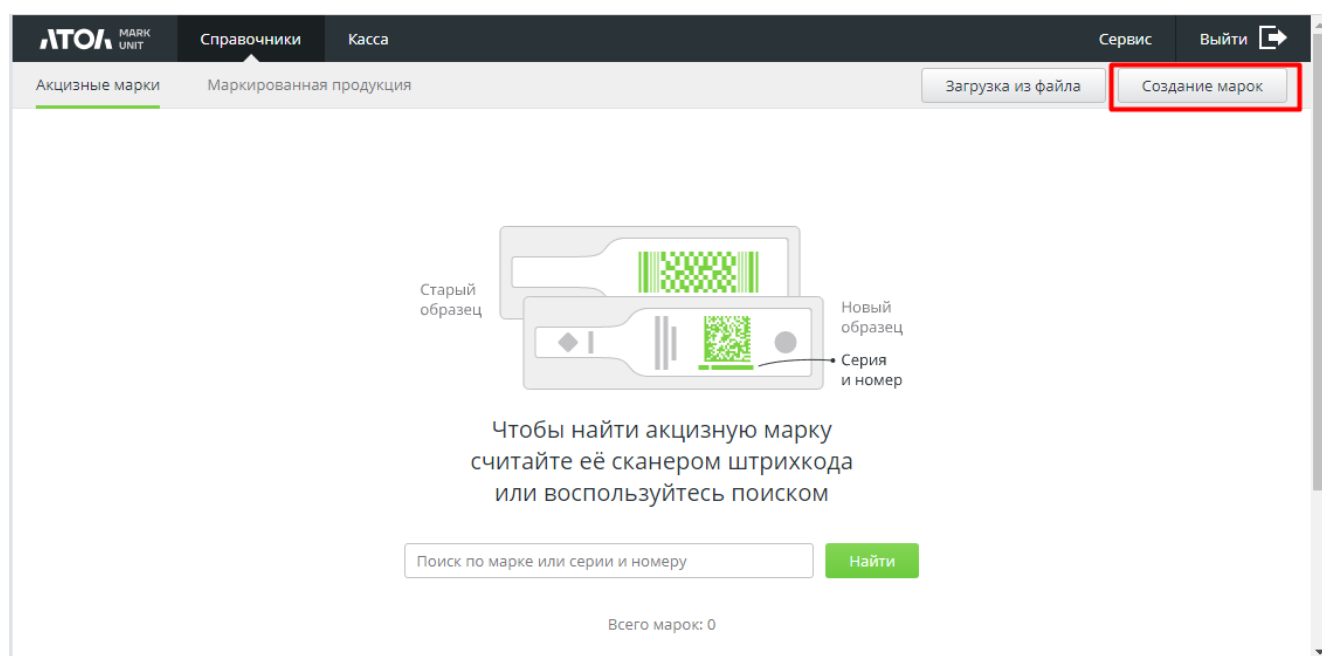 АТОЛ MARK UNIT Справочники Касса Сервис Выйти
Акцизные марки Маркированная продукция Загрузка из файла Создание марок
Старый
образец
Новый
образец
Серия
и номер
Чтобы найти акцизную марку
считайте её сканером штрихкода
или воспользуйтесь поиском
Поиск по марке или серии и номеру Найти
Всего марок: 0